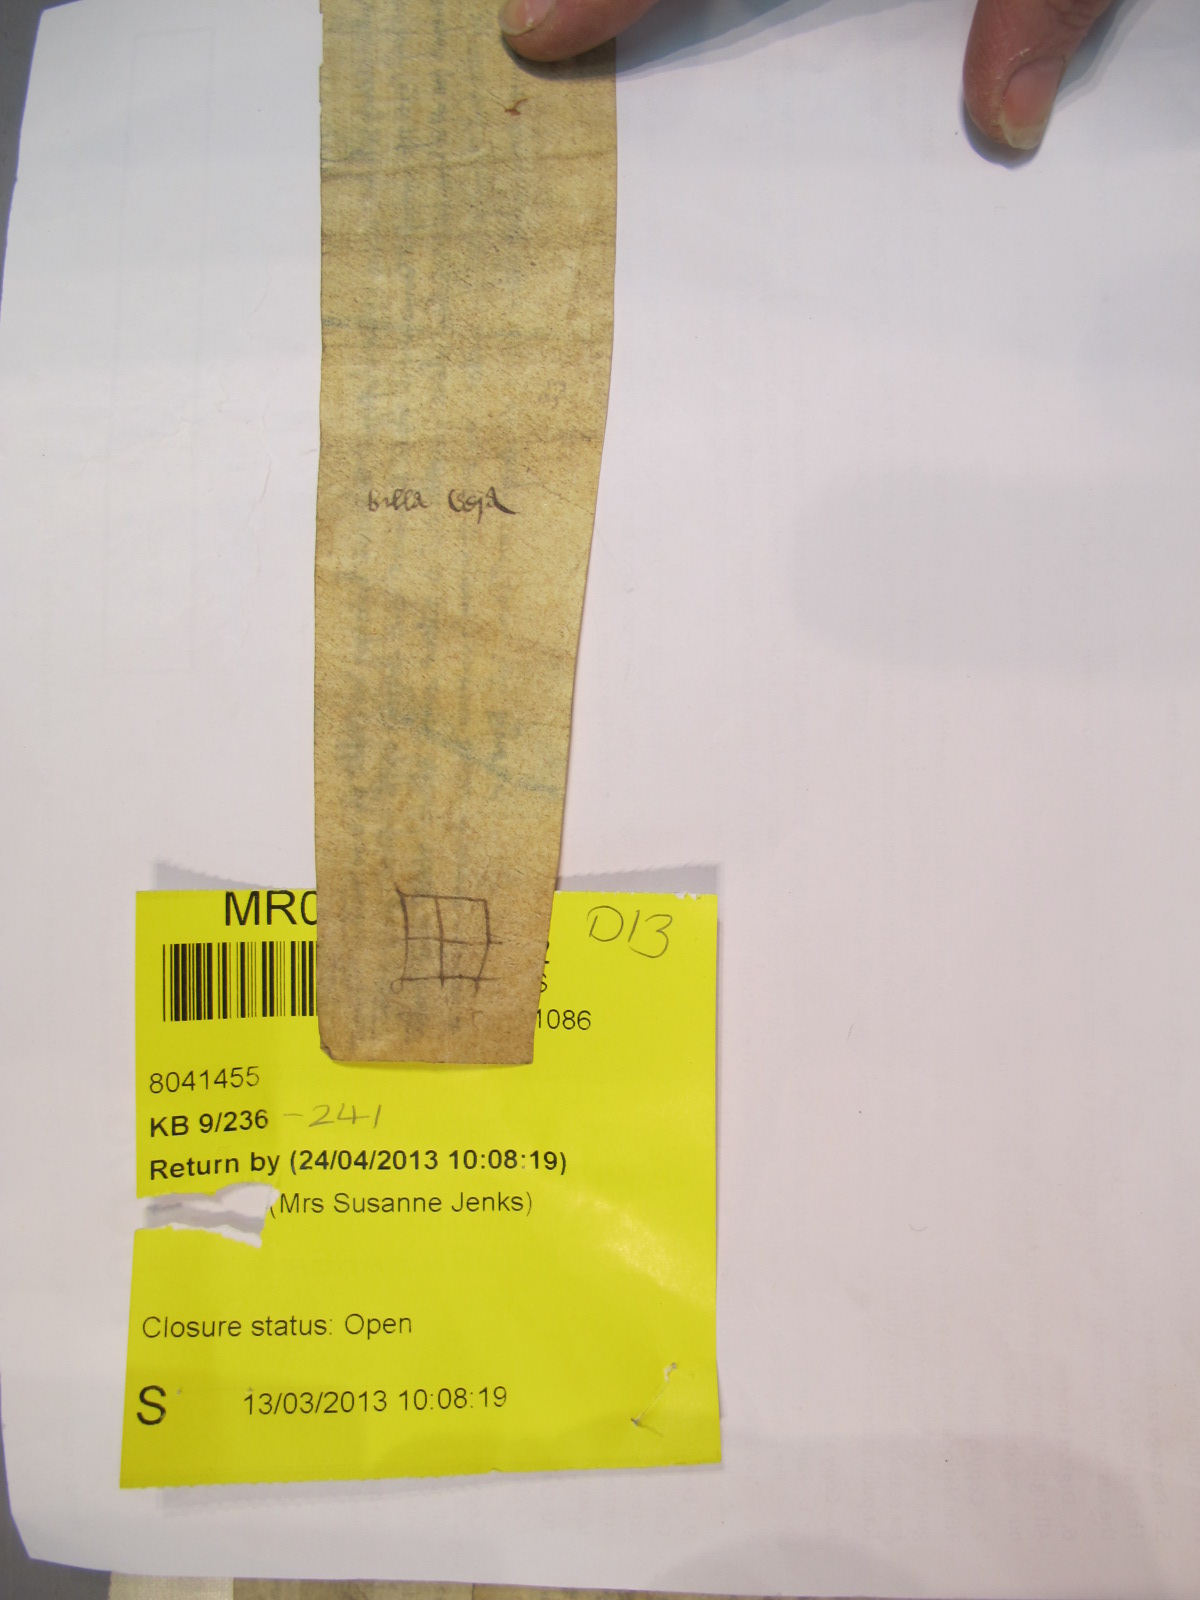 billa vera
MR
D13
1086
8041455
KB 9/236 - 241
Return by (24/04/2013 10:08:19)
(Mrs Susanne Jenks)
Closure status: Open
S 13/03/2013 10:08:19